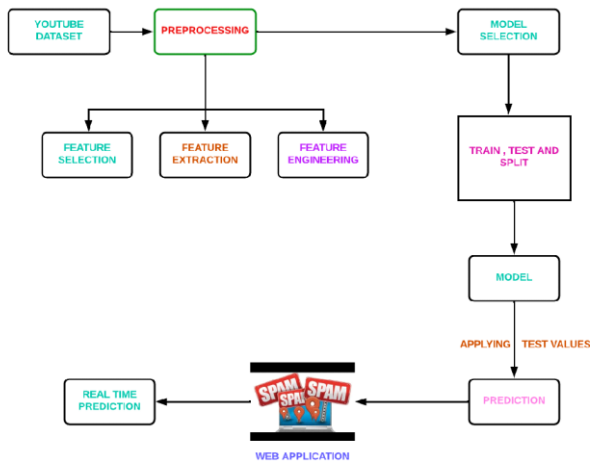 YOUTUBE
DATASET
PREPROCESSING
MODEL
SELECTION
FEATURE
SELECTION
FEATURE
EXTRACTION
FEATURE
ENGINEERING
TRAIN , TEST AND
SPLIT
MODEL
APPLYING TEST VALUES
REAL TIME
PREDICTION
SPAM SPAM SPAM
PREDICTION
WEB APPLICATION